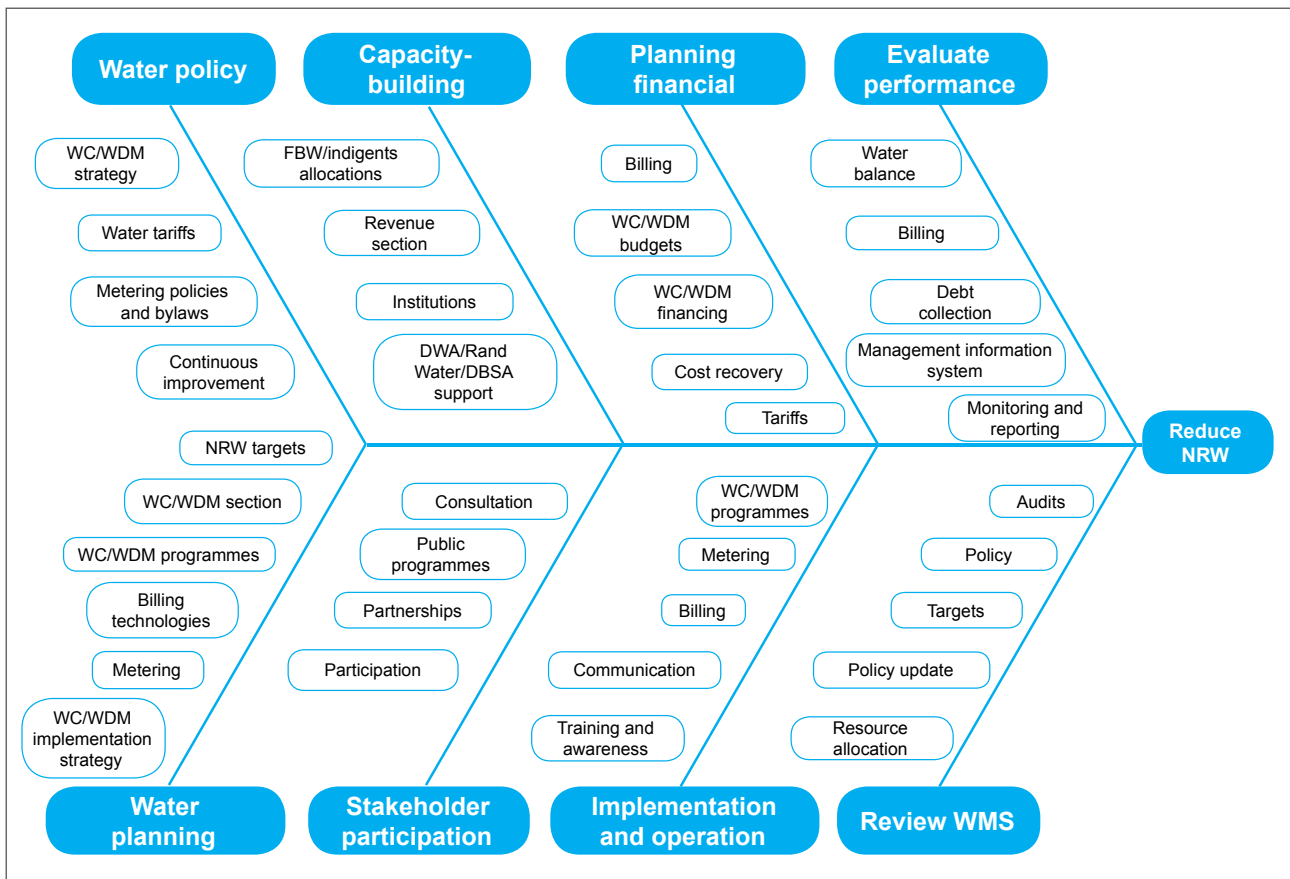 Water policy
Capacity-
building
Planning
financial
Evaluate
performance
WC/WDM
strategy
Water tariffs
Metering policies
and bylaws
Continuous
improvement
FBW/indigents
allocations
Revenue
section
Institutions
DWA/Rand
Water/DBSA
support
Billing
WC/WDM
budgets
WC/WDM
financing
Cost recovery
Tariffs
Water
balance
Billing
Debt
collection
Management information
system
Monitoring and
reporting
Reduce
NRW
NRW targets
WC/WDM section
WC/WDM programmes
Billing
technologies
Metering
WC/WDM
implementation
strategy
Consultation
Public
programmes
Partnerships
Participation
WC/WDM
programmes
Metering
Billing
Communication
Training and
awareness
Audits
Policy
Targets
Policy update
Resource
allocation
Water
planning
Stakeholder
participation
Implementation
and operation
Review WMS